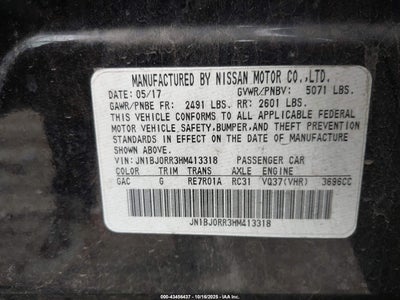 MANUFACTURED BY NISSAN MOTOR CO.,LTD.
DATE: 05/17 GVWR/PNBV: 5071 LBS.
GAWR/PNBE FR: 2491 LBS. RR: 2601 LBS.
THIS VEHICLE CONFORMS TO ALL APPLICABLE FEDERAL
MOTOR VEHICLE SAFETY, BUMPER, AND THEFT PREVENTION
STANDARDS IN EFFECT ON THE DATE OF MANUFACTURE
SHOWN ABOVE.
VIN: JN1BJ0RR3HM413318 PASSENGER CAR
COLOR TRIM TRANS AXLE ENGINE
GAC G RE7R01A RC31 VQ37(VHR) 3696CC
JN1BJ0RR3HM413318
000-43456437 - 10/16/2025 - IAAI.COM